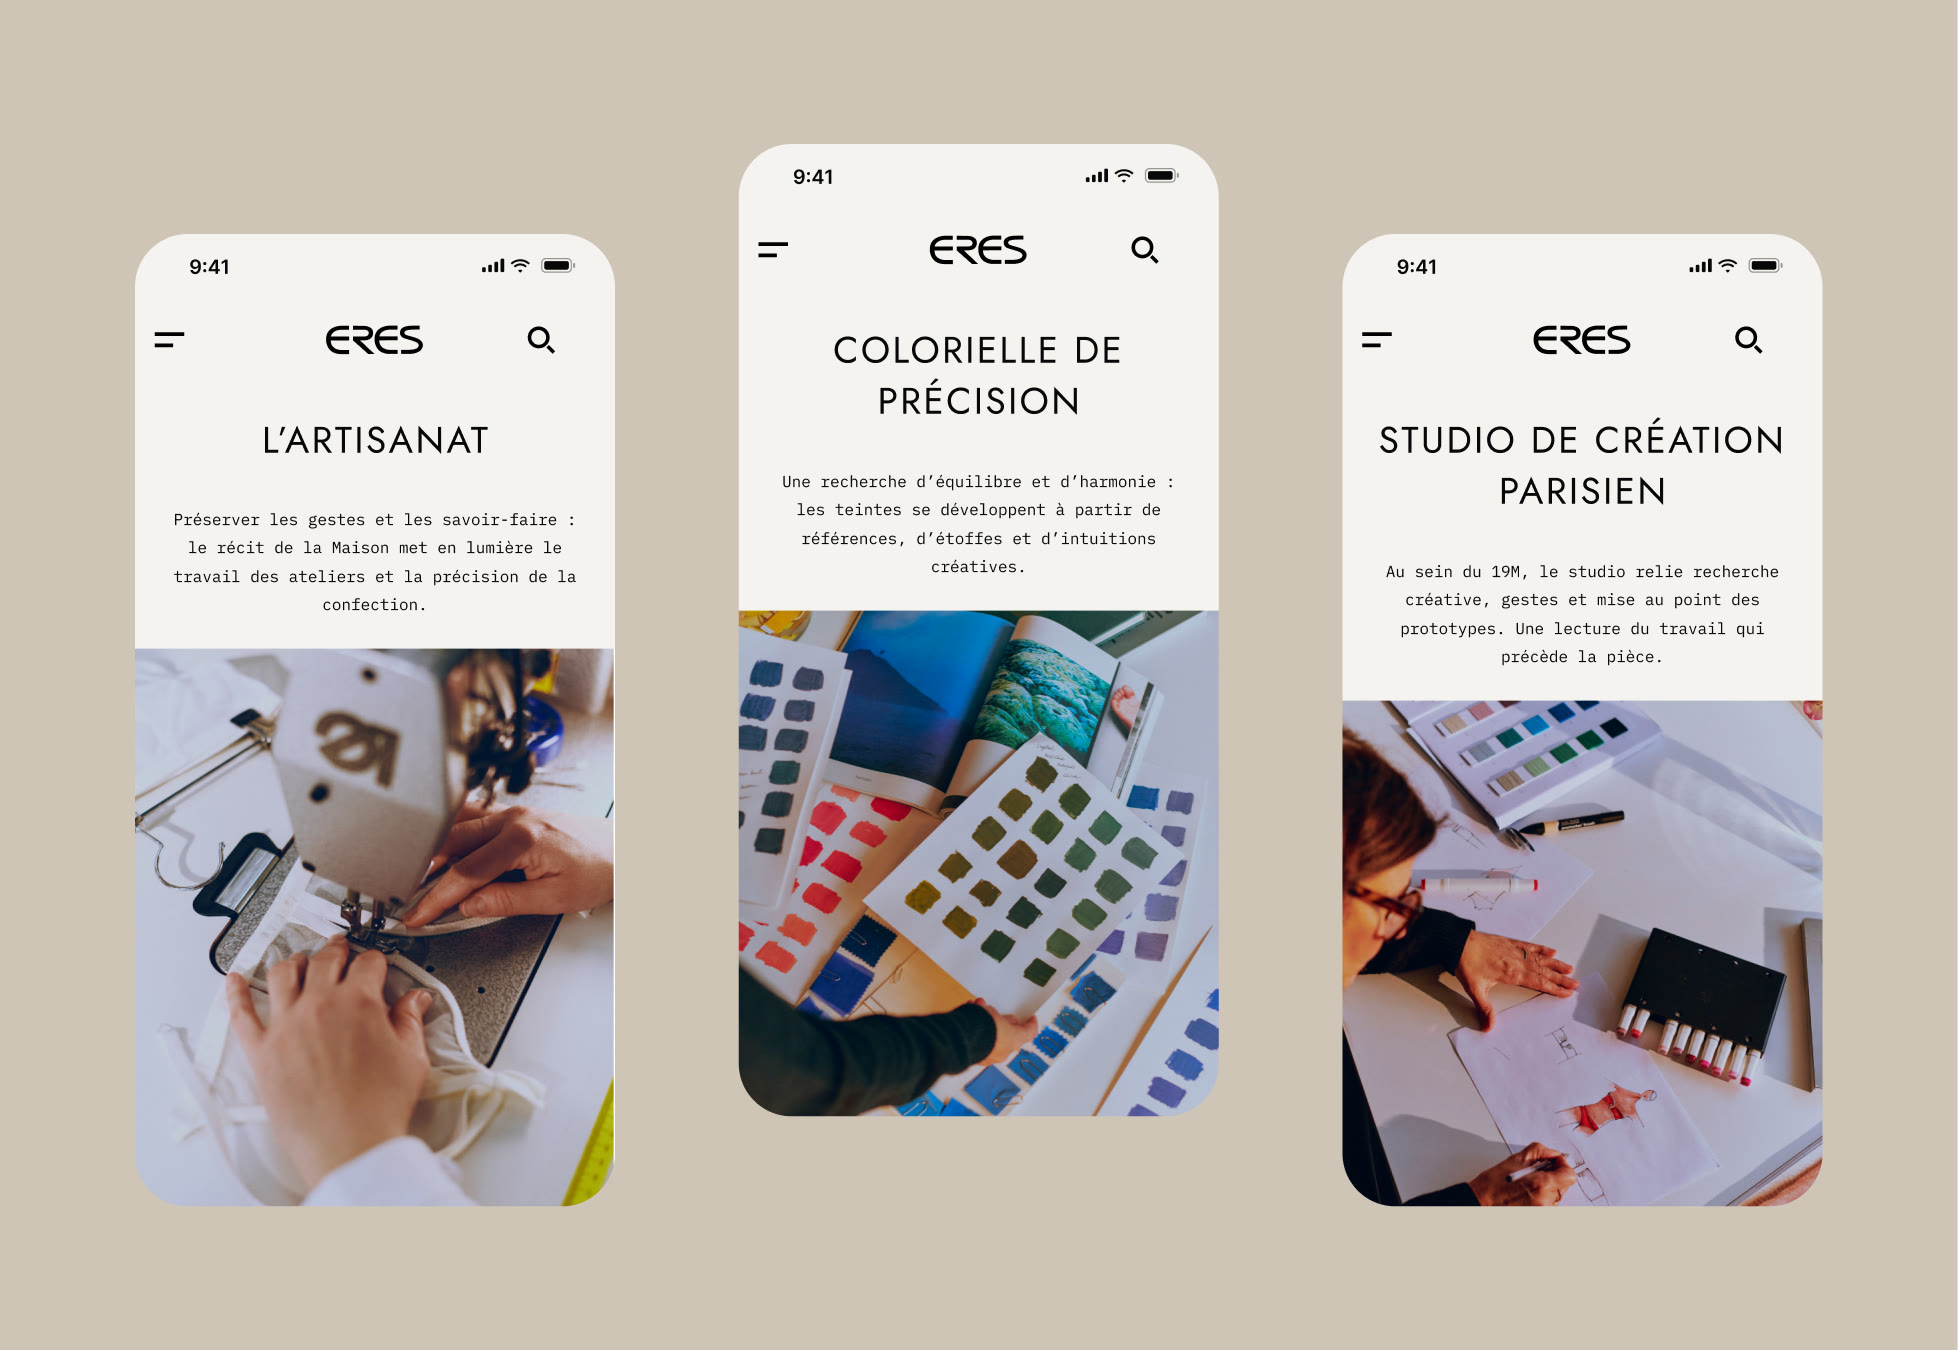 9:41
ERES
L’ARTISANAT
Préserver les gestes et les savoir-faire :
le récit de la Maison met en lumière le
travail des ateliers et la précision de la
confection.
9:41
ERES
COLORIELLE DE
PRÉCISION
Une recherche d’équilibre et d’harmonie :
les teintes se développent à partir de
références, d’étoffes et d’intuitions
créatives.
9:41
ERES
STUDIO DE CRÉATION
PARISIEN
Au sein du 19M, le studio relie recherche
créative, gestes et mise au point des
prototypes. Une lecture du travail qui
précède la pièce.